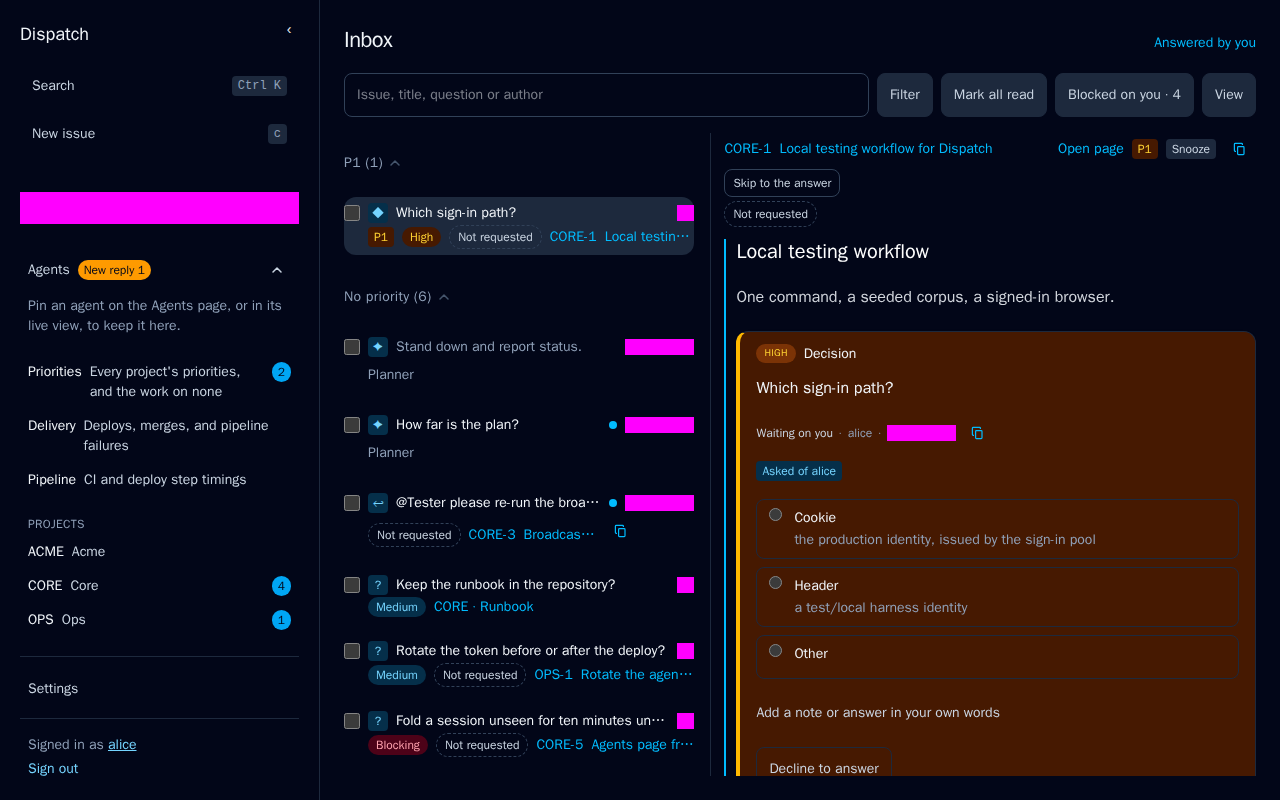 Dispatch
‹
Search
Ctrl K
New issue
C
Agents
New reply 1
Pin an agent on the Agents page, or in its
live view, to keep it here.
Priorities
Every project's priorities,
and the work on none
2
Delivery
Deploys, merges, and pipeline
failures
Pipeline
CI and deploy step timings
PROJECTS
ACME Acme
CORE Core
4
OPS Ops
1
Settings
Signed in as alice
Sign out
Inbox
Answered by you
Issue, title, question or author
Filter
Mark all read
Blocked on you · 4
View
P1 (1)
Which sign-in path?
P1
High
Not requested
CORE-1 Local testin···
No priority (6)
Stand down and report status.
Planner
How far is the plan?
Planner
@Tester please re-run the broa···
Not requested
CORE-3 Broadcas···
?
Keep the runbook in the repository?
Medium
CORE · Runbook
?
Rotate the token before or after the deploy?
Medium
Not requested
OPS-1 Rotate the agen···
?
Fold a session unseen for ten minutes un···
Blocking
Not requested
CORE-5 Agents page fr···
CORE-1 Local testing workflow for Dispatch
Open page
P1
Snooze
Skip to the answer
Not requested
Local testing workflow
One command, a seeded corpus, a signed-in browser.
HIGH
Decision
Which sign-in path?
Waiting on you · alice ·
Asked of alice
Cookie
the production identity, issued by the sign-in pool
Header
a test/local harness identity
Other
Add a note or answer in your own words
Decline to answer